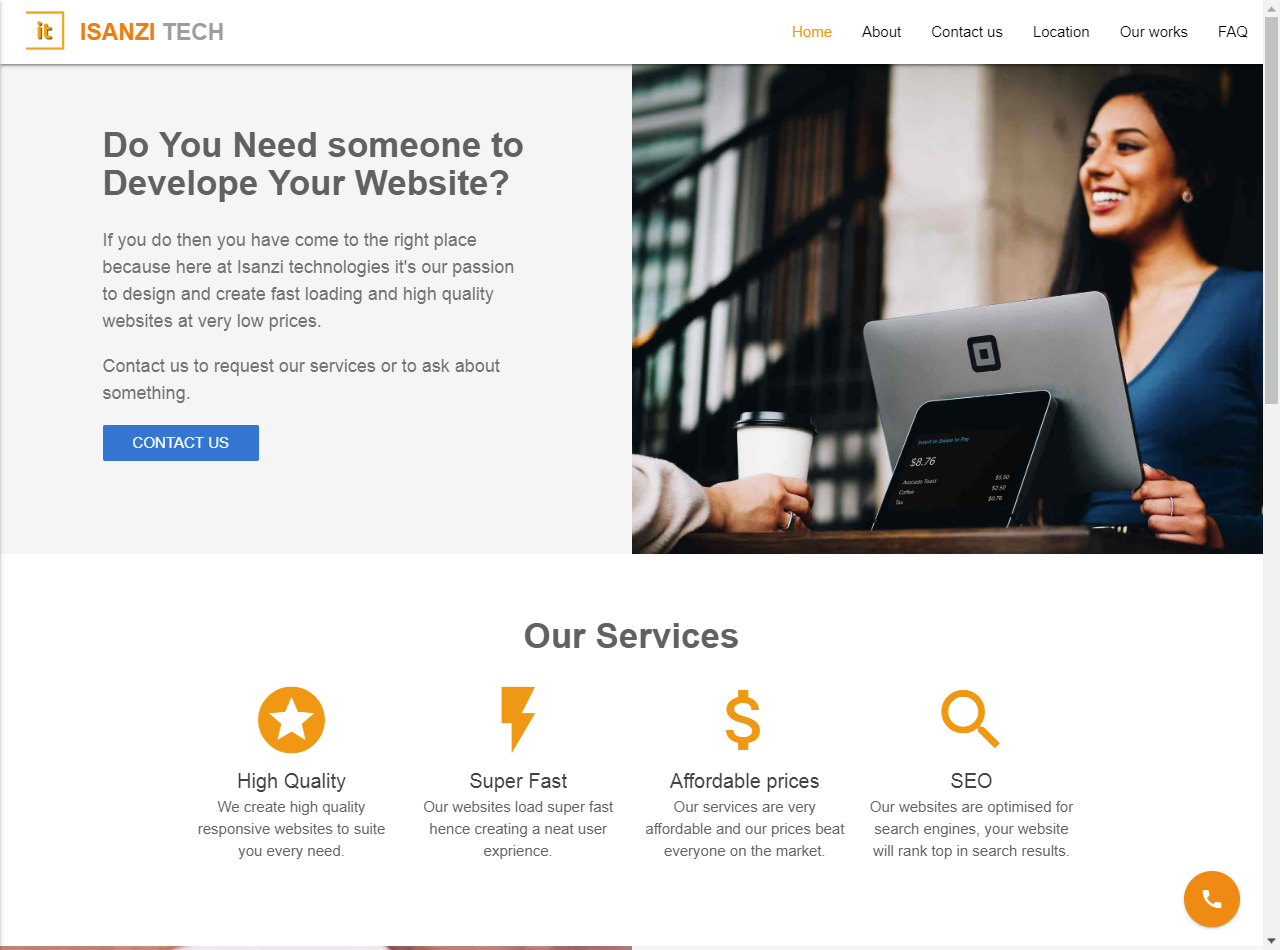 it
ISANZI TECH
Home About Contact us Location Our works FAQ
Do You Need someone to
Develope Your Website?
If you do then you have come to the right place
because here at Isanzi technologies it's our passion
to design and create fast loading and high quality
websites at very low prices.
Contact us to request our services or to ask about
something.
CONTACT US
Insert or Swipe to Pay
$8.76
Avocado Toast $5.50
Coffee $2.50
Tax $0.76
Our Services
High Quality
We create high quality
responsive websites to suite
you every need.
Super Fast
Our websites load super fast
hence creating a neat user
exprience.
Affordable prices
Our services are very
affordable and our prices beat
everyone on the market.
SEO
Our websites are optimised for
search engines, your website
will rank top in search results.